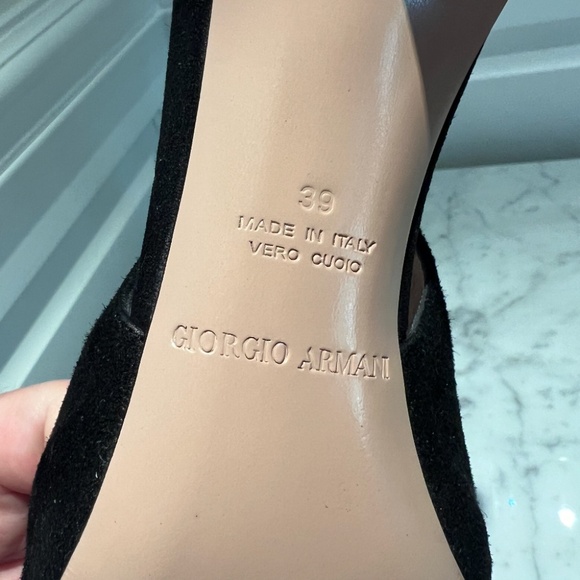 39
MADE IN ITALY
VERO CUOIO
GIORGIO ARMANI